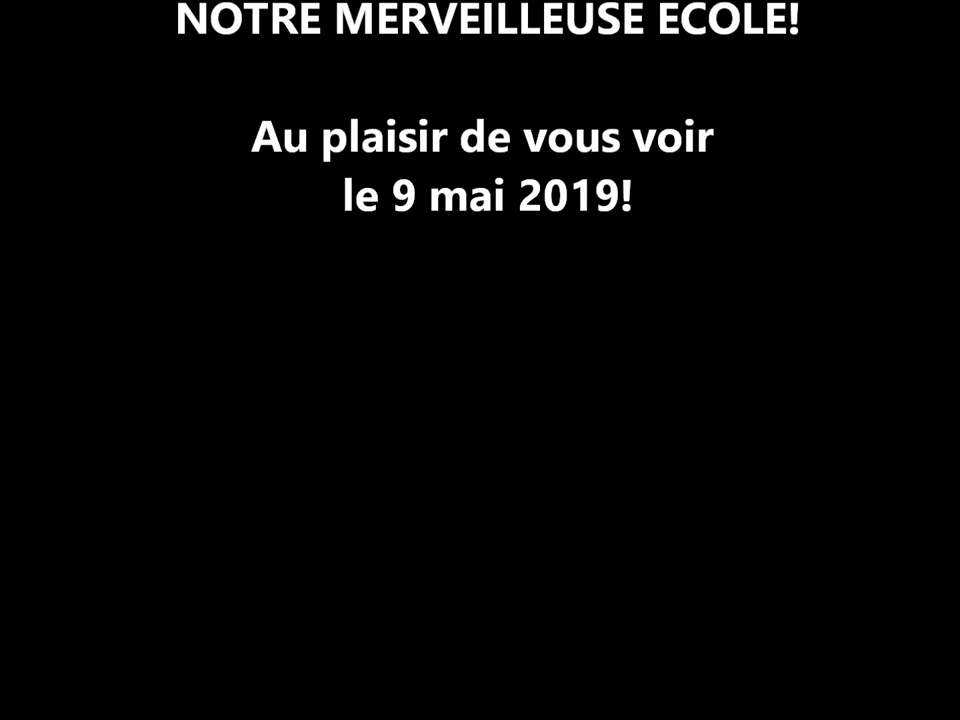 NOTRE MERVEILLEUSE ECOLE!
Au plaisir de vous voir
le 9 mai 2019!